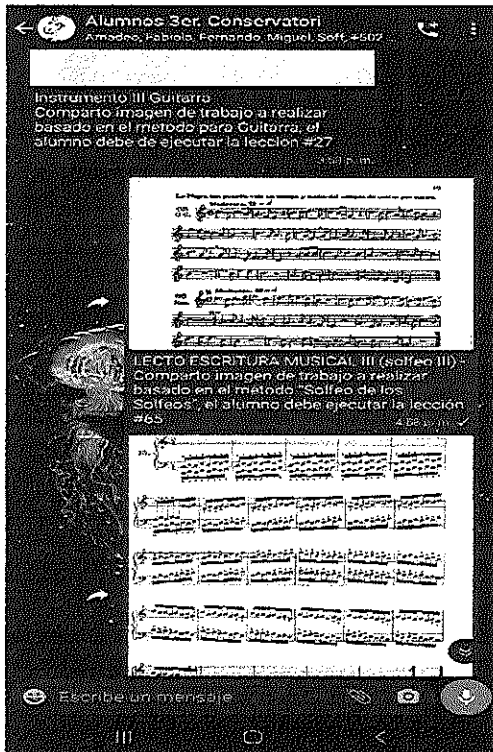 Alumnos 3er. Conservatori
Amadeo, Fabiola, Fernando, Miguel, Soff, +502
Instrumento III Guitarra
Comparto imagen de trabajo a realizar
basado en el metodo para Guitarra, el
alumno debe de ejecutar la lección #27
LECTO ESCRITURA MUSICAL III (solfeo III) -
Comparto imagen de trabajo a realizar
basado en el método "Solfeo de los
Solfeos", el alumno debe ejecutar la lección
#65
Escribe un mensaje